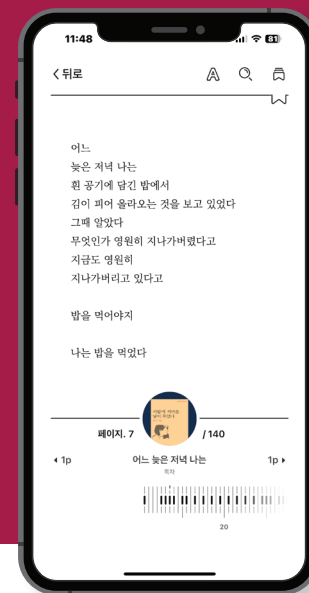 11:48
81
뒤로
어느
늦은 저녁 나는
흰 공기에 담긴 밥에서
김이 피어 올라오는 것을 보고 있었다
그때 알았다
무엇인가 영원히 지나가버렸다고
지금도 영원히
지나가버리고 있다고
밥을 먹어야지
나는 밥을 먹었다
페이지. 7 / 140
1p 어느 늦은 저녁 나는 1p
목차
20